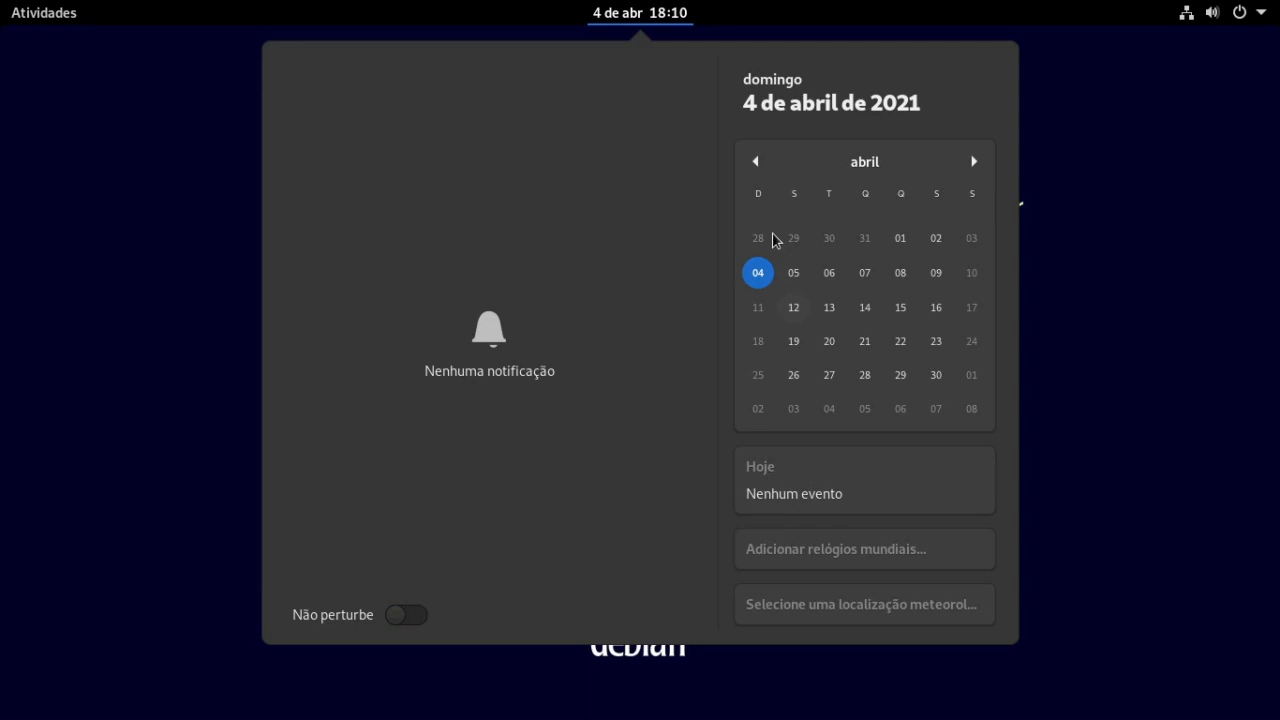 Atividades
4 de abr 18:10
domingo
4 de abril de 2021
abril
D S T Q Q S S
28 29 30 31 01 02 03
04 05 06 07 08 09 10
11 12 13 14 15 16 17
18 19 20 21 22 23 24
25 26 27 28 29 30 01
02 03 04 05 06 07 08
Nenhuma notificação
Hoje
Nenhum evento
Adicionar relógios mundiais...
Selecione uma localização meteorol...
Não perturbe
debian